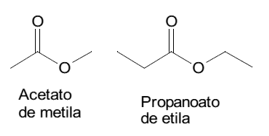 O
O
O
O
Acetato
de metila
Propanoato
de etila